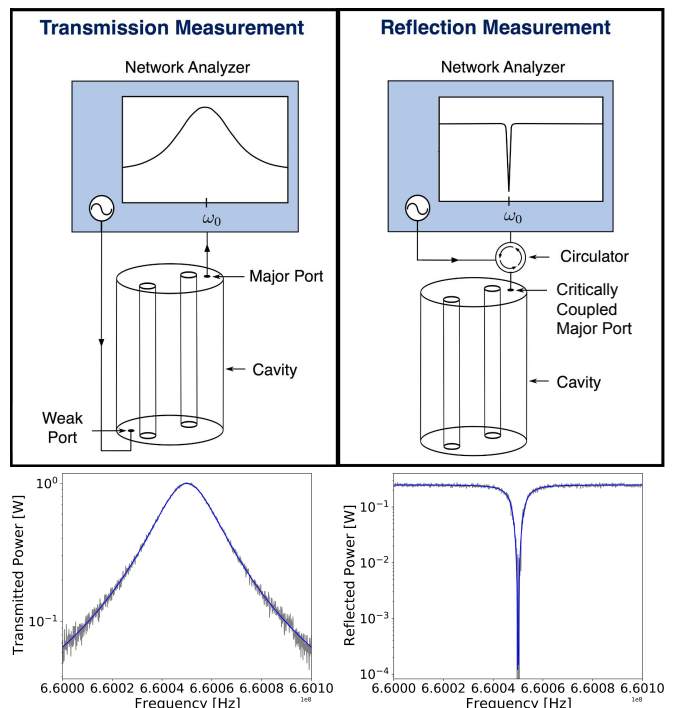 Transmission Measurement
Network Analyzer
ω₀
Major Port
Cavity
Weak
Port
Reflection Measurement
Network Analyzer
ω₀
Circulator
Critically
Coupled
Major Port
Cavity
Transmitted Power [W]
10⁰
10⁻¹
6.6000 6.6002 6.6004 6.6006 6.6008 6.6010
Frequency [Hz]
1e8
Reflected Power [W]
10⁻¹
10⁻²
10⁻³
10⁻⁴
6.6000 6.6002 6.6004 6.6006 6.6008 6.6010
Frequency [Hz]
1e8